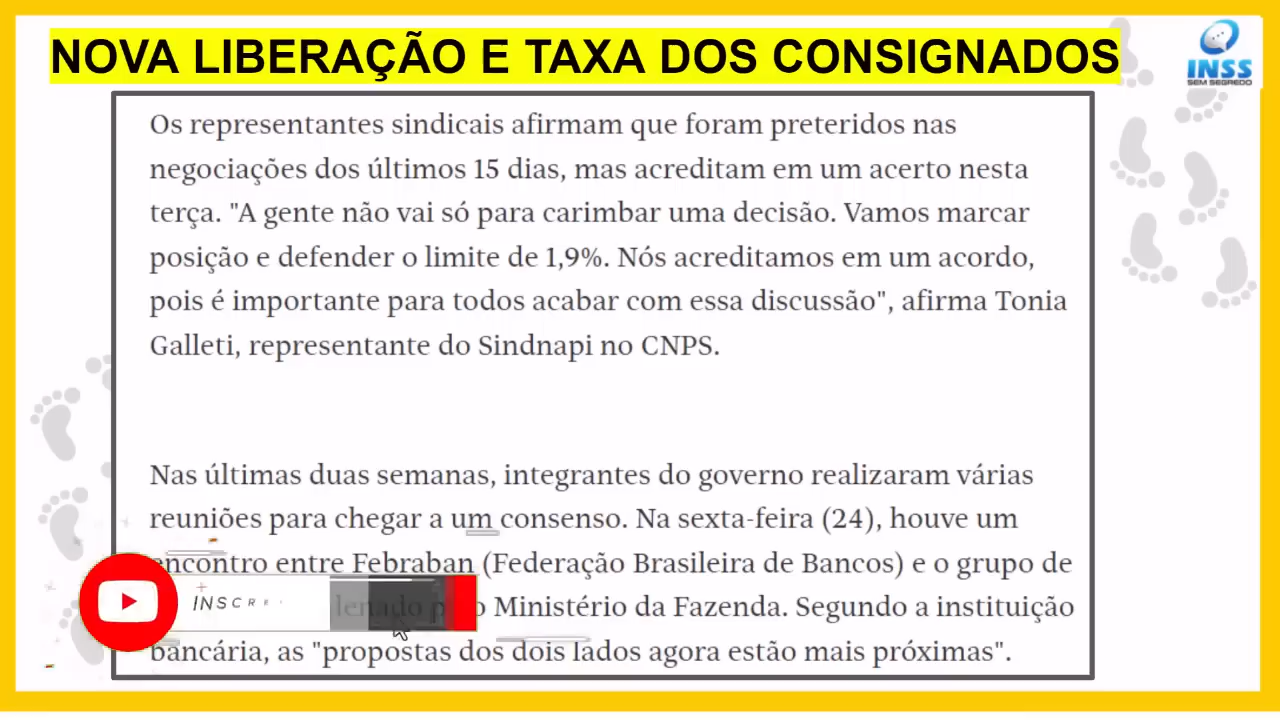 NOVA LIBERAÇÃO E TAXA DOS CONSIGNADOS
INSS
SEM SEGREDO
Os representantes sindicais afirmam que foram preteridos nas
negociações dos últimos 15 dias, mas acreditam em um acerto nesta
terça. "A gente não vai só para carimbar uma decisão. Vamos marcar
posição e defender o limite de 1,9%. Nós acreditamos em um acordo,
pois é importante para todos acabar com essa discussão", afirma Tonia
Galleti, representante do Sindnapi no CNPS.
Nas últimas duas semanas, integrantes do governo realizaram várias
reuniões para chegar a um consenso. Na sexta-feira (24), houve um
encontro entre Febraban (Federação Brasileira de Bancos) e o grupo de
INSCRE
Ministério da Fazenda. Segundo a instituição
bancária, as "propostas dos dois lados agora estão mais próximas".